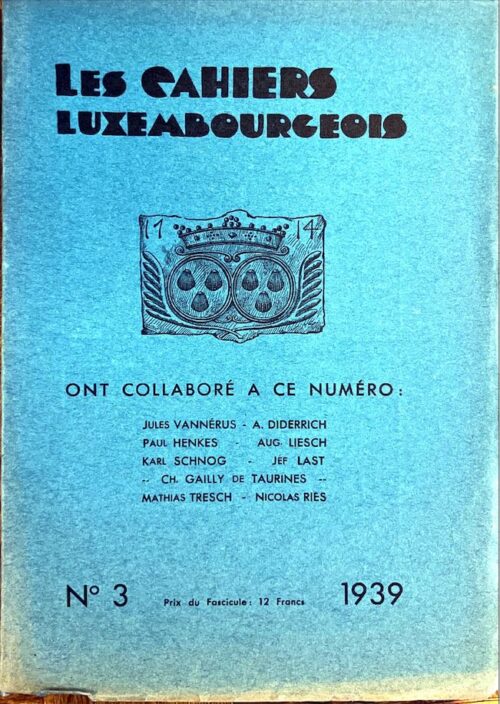 LES CAHIERS
LUXEMBOURGEOIS
17 14
ONT COLLABORÉ A CE NUMÉRO:
JULES VANNÉRUS - A. DIDERRICH
PAUL HENKES - AUG. LIESCH
KARL SCHNOG - JEF LAST
-- CH. GAILLY DE TAURINES --
MATHIAS TRESCH - NICOLAS RIES
Nº 3 Prix du Fascicule: 12 Francs 1939